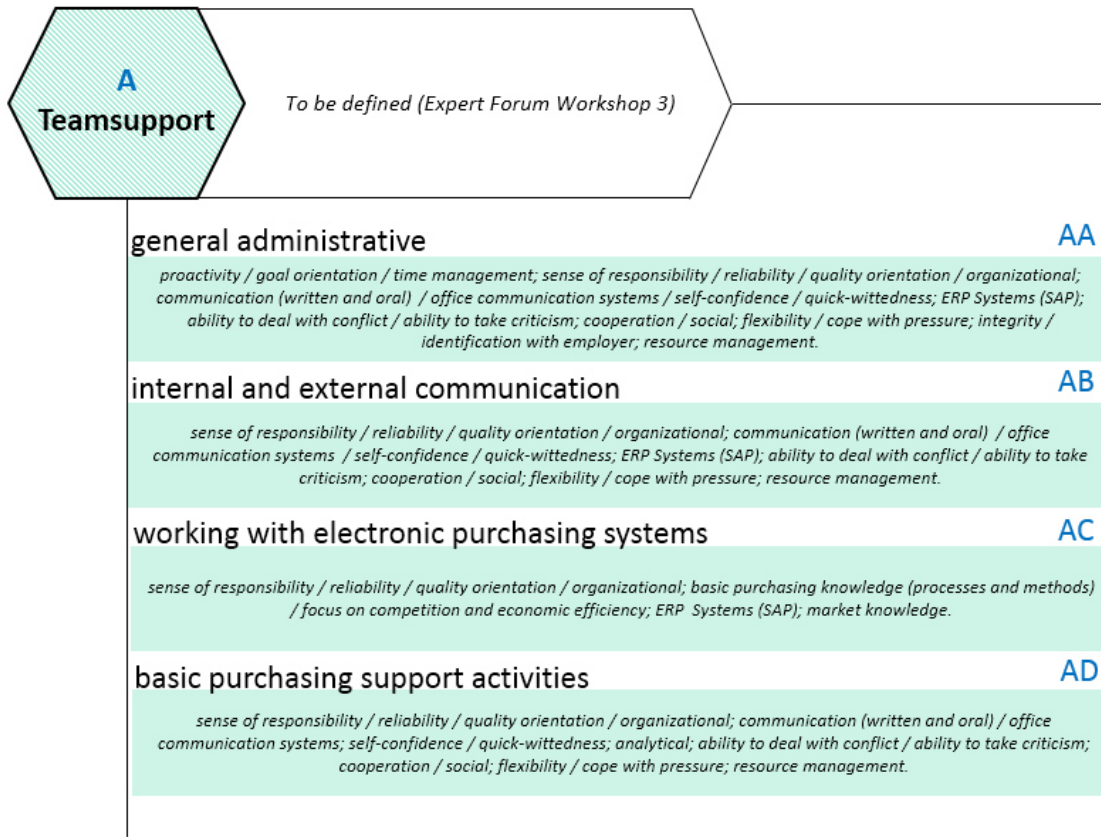 A
Teamsupport
To be defined (Expert Forum Workshop 3)
general administrative
AA
proactivity / goal orientation / time management; sense of responsibility / reliability / quality orientation / organizational;
communication (written and oral) / office communication systems / self-confidence / quick-wittedness; ERP Systems (SAP);
ability to deal with conflict / ability to take criticism; cooperation / social; flexibility / cope with pressure; integrity /
identification with employer; resource management.
internal and external communication
AB
sense of responsibility / reliability / quality orientation / organizational; communication (written and oral) / office
communication systems / self-confidence / quick-wittedness; ERP Systems (SAP); ability to deal with conflict / ability to take
criticism; cooperation / social; flexibility / cope with pressure; resource management.
working with electronic purchasing systems
AC
sense of responsibility / reliability / quality orientation / organizational; basic purchasing knowledge (processes and methods)
/ focus on competition and economic efficiency; ERP Systems (SAP); market knowledge.
basic purchasing support activities
AD
sense of responsibility / reliability / quality orientation / organizational; communication (written and oral) / office
communication systems; self-confidence / quick-wittedness; analytical; ability to deal with conflict / ability to take criticism;
cooperation / social; flexibility / cope with pressure; resource management.